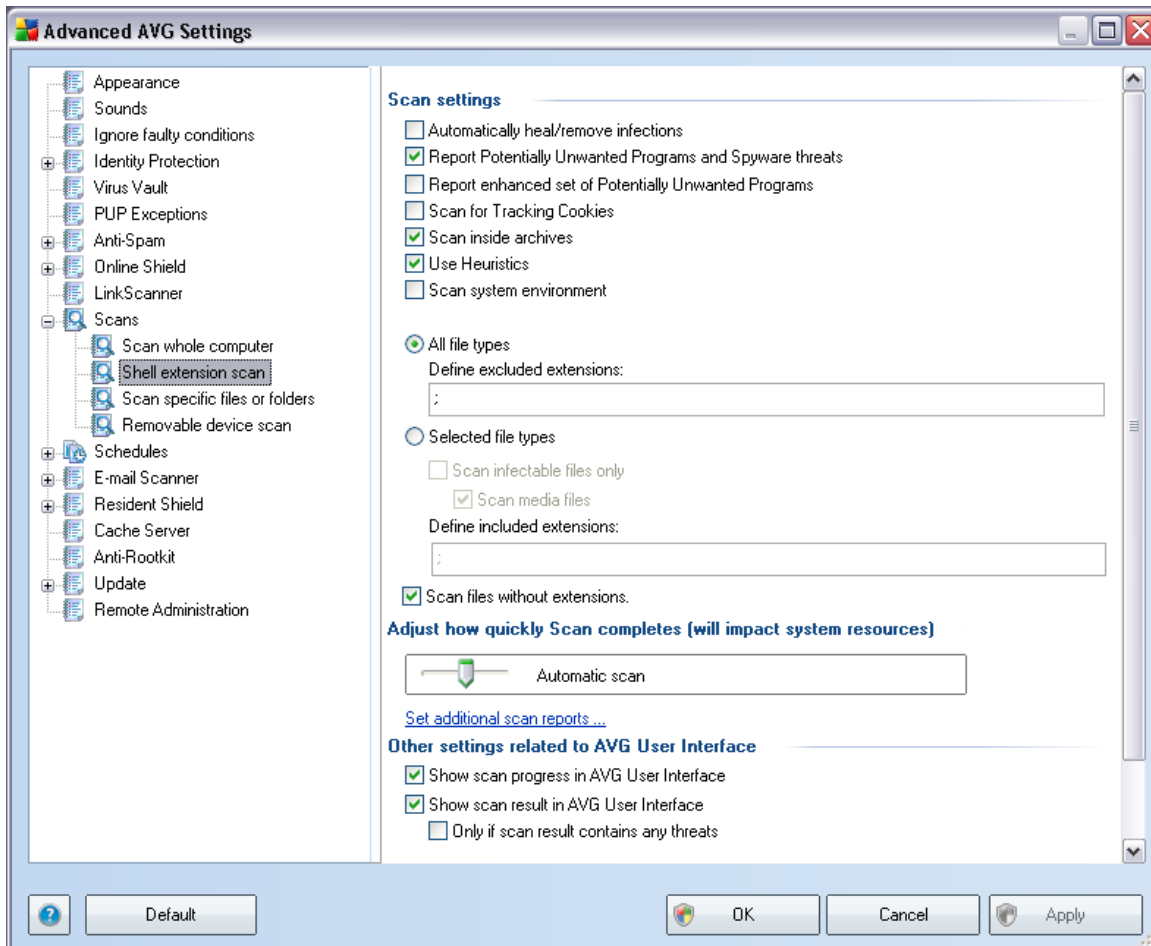 Advanced AVG Settings
Appearance
Sounds
Ignore faulty conditions
Identity Protection
Virus Vault
PUP Exceptions
Anti-Spam
Online Shield
LinkScanner
Scans
Scan whole computer
Shell extension scan
Scan specific files or folders
Removable device scan
Schedules
E-mail Scanner
Resident Shield
Cache Server
Anti-Rootkit
Update
Remote Administration
Scan settings
Automatically heal/remove infections
Report Potentially Unwanted Programs and Spyware threats
Report enhanced set of Potentially Unwanted Programs
Scan for Tracking Cookies
Scan inside archives
Use Heuristics
Scan system environment
All file types
Define excluded extensions:
;
Selected file types
Scan infectable files only
Scan media files
Define included extensions:
;
Scan files without extensions.
Adjust how quickly Scan completes (will impact system resources)
Automatic scan
Set additional scan reports ...
Other settings related to AVG User Interface
Show scan progress in AVG User Interface
Show scan result in AVG User Interface
Only if scan result contains any threats
?
Default
OK
Cancel
Apply